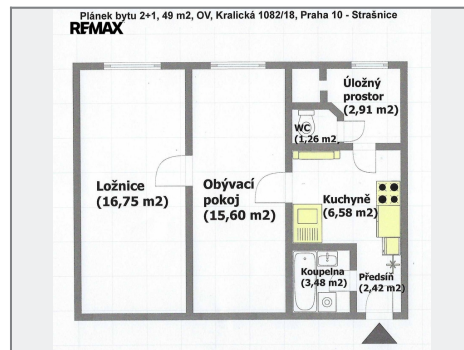 Plánek bytu 2+1, 49 m2, OV, Kralická 1082/18, Praha 10 - Strašnice
REMAX
Úložný
prostor
(2,91 m2)
WC
(1,26 m2)
Ložnice
(16,75 m2)
Obývací
pokoj
(15,60 m2)
Kuchyně
(6,58 m2)
Koupelna
(3,48 m2)
Předsíň
(2,42 m2)